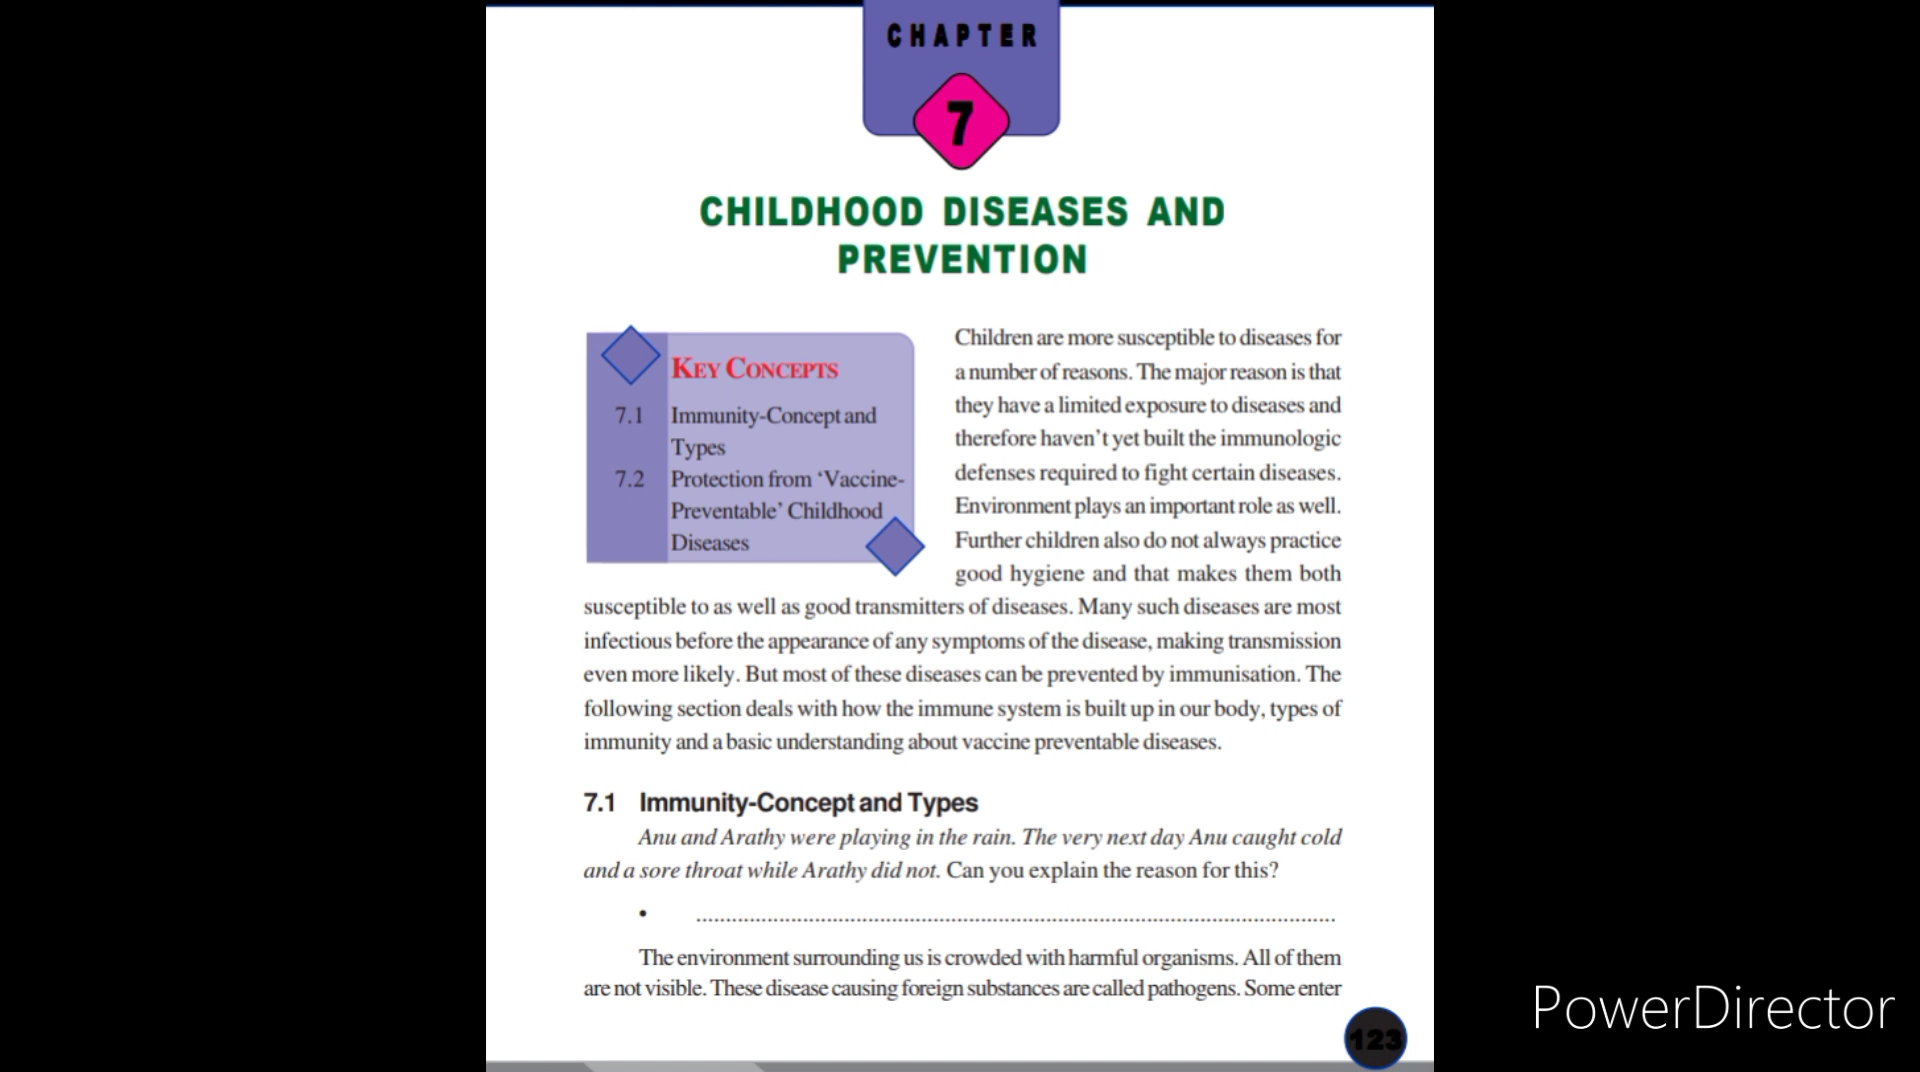 CHAPTER
7
CHILDHOOD DISEASES AND
PREVENTION
KEY CONCEPTS
7.1 Immunity-Concept and
Types
7.2 Protection from ‘Vaccine-
Preventable’ Childhood
Diseases
Children are more susceptible to diseases for
a number of reasons. The major reason is that
they have a limited exposure to diseases and
therefore haven’t yet built the immunologic
defenses required to fight certain diseases.
Environment plays an important role as well.
Further children also do not always practice
good hygiene and that makes them both
susceptible to as well as good transmitters of diseases. Many such diseases are most
infectious before the appearance of any symptoms of the disease, making transmission
even more likely. But most of these diseases can be prevented by immunisation. The
following section deals with how the immune system is built up in our body, types of
immunity and a basic understanding about vaccine preventable diseases.
7.1 Immunity-Concept and Types
Anu and Arathy were playing in the rain. The very next day Anu caught cold
and a sore throat while Arathy did not. Can you explain the reason for this?
• ................................................................................................................
The environment surrounding us is crowded with harmful organisms. All of them
are not visible. These disease causing foreign substances are called pathogens. Some enter
123
PowerDirector